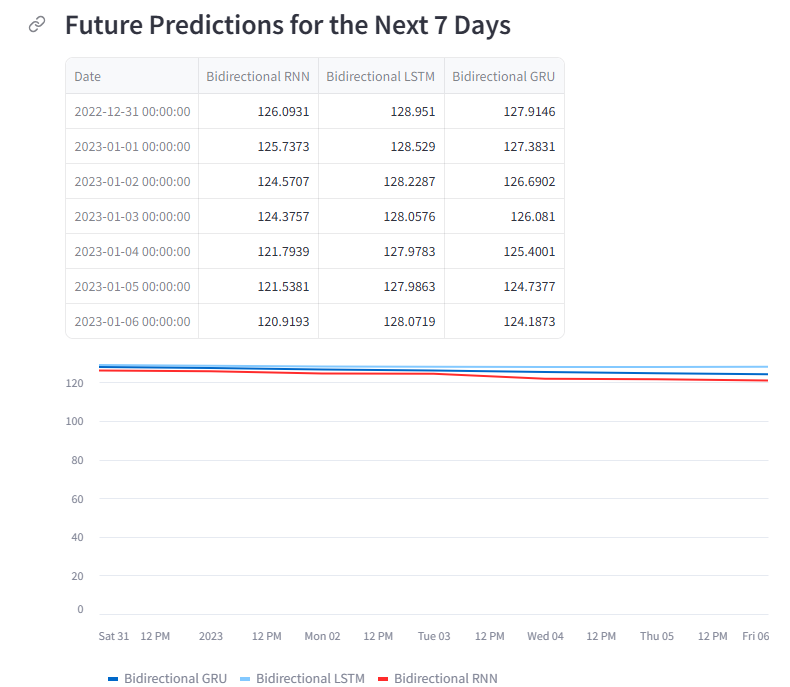 Future Predictions for the Next 7 Days
Date Bidirectional RNN Bidirectional LSTM Bidirectional GRU
2022-12-31 00:00:00 126.0931 128.951 127.9146
2023-01-01 00:00:00 125.7373 128.529 127.3831
2023-01-02 00:00:00 124.5707 128.2287 126.6902
2023-01-03 00:00:00 124.3757 128.0576 126.081
2023-01-04 00:00:00 121.7939 127.9783 125.4001
2023-01-05 00:00:00 121.5381 127.9863 124.7377
2023-01-06 00:00:00 120.9193 128.0719 124.1873
120
100
80
60
40
20
0
Sat 31 12 PM 2023 12 PM Mon 02 12 PM Tue 03 12 PM Wed 04 12 PM Thu 05 12 PM Fri 06
Bidirectional GRU Bidirectional LSTM Bidirectional RNN